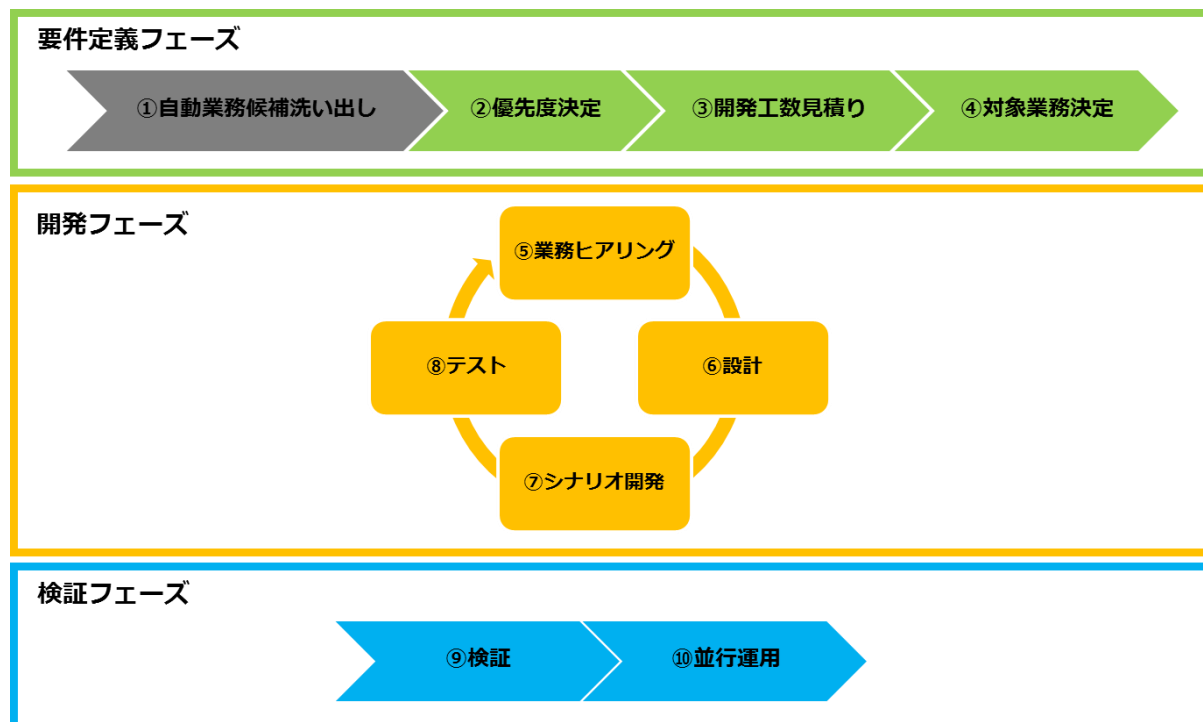 要件定義フェーズ
①自動業務候補洗い出し
②優先度決定
③開発工数見積り
④対象業務決定
開発フェーズ
⑤業務ヒアリング
⑥設計
⑦シナリオ開発
⑧テスト
検証フェーズ
⑨検証
⑩並行運用